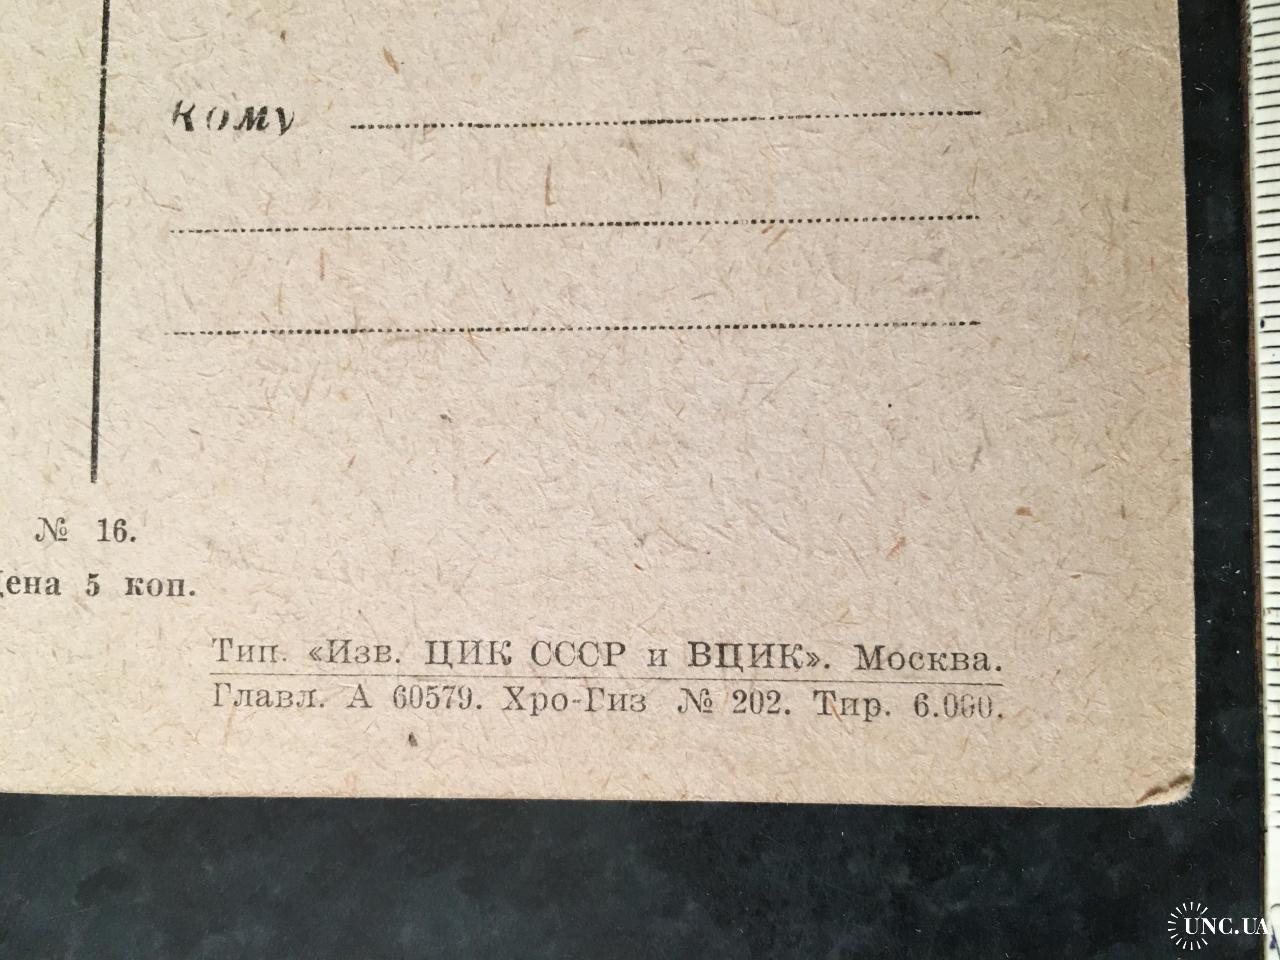 Кому
№ 16.
Цена 5 коп.
Тип. «Изв. ЦИК СССР и ВЦИК». Москва.
Главл. А 60579. Хро-Гиз № 202. Тир. 6.000.
UNC.UA